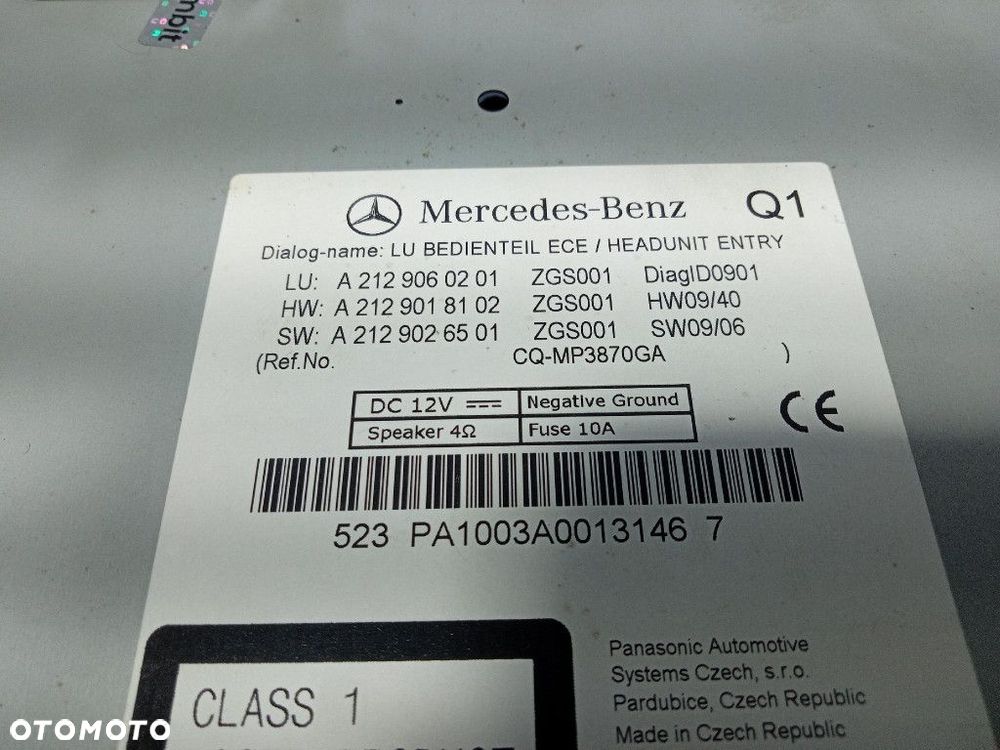 Mercedes-Benz Q1
Dialog-name: LU BEDIENTEIL ECE / HEADUNIT ENTRY
LU: A 212 906 02 01 ZGS001 DiagID0901
HW: A 212 901 81 02 ZGS001 HW09/40
SW: A 212 902 65 01 ZGS001 SW09/06
(Ref.No. CQ-MP3870GA )
DC 12V Negative Ground
Speaker 4Ω Fuse 10A
CE
523 PA1003A0013146 7
Panasonic Automotive
Systems Czech, s.r.o.
Pardubice, Czech Republic
Made in Czech Republic
CLASS 1
OTOMOTO